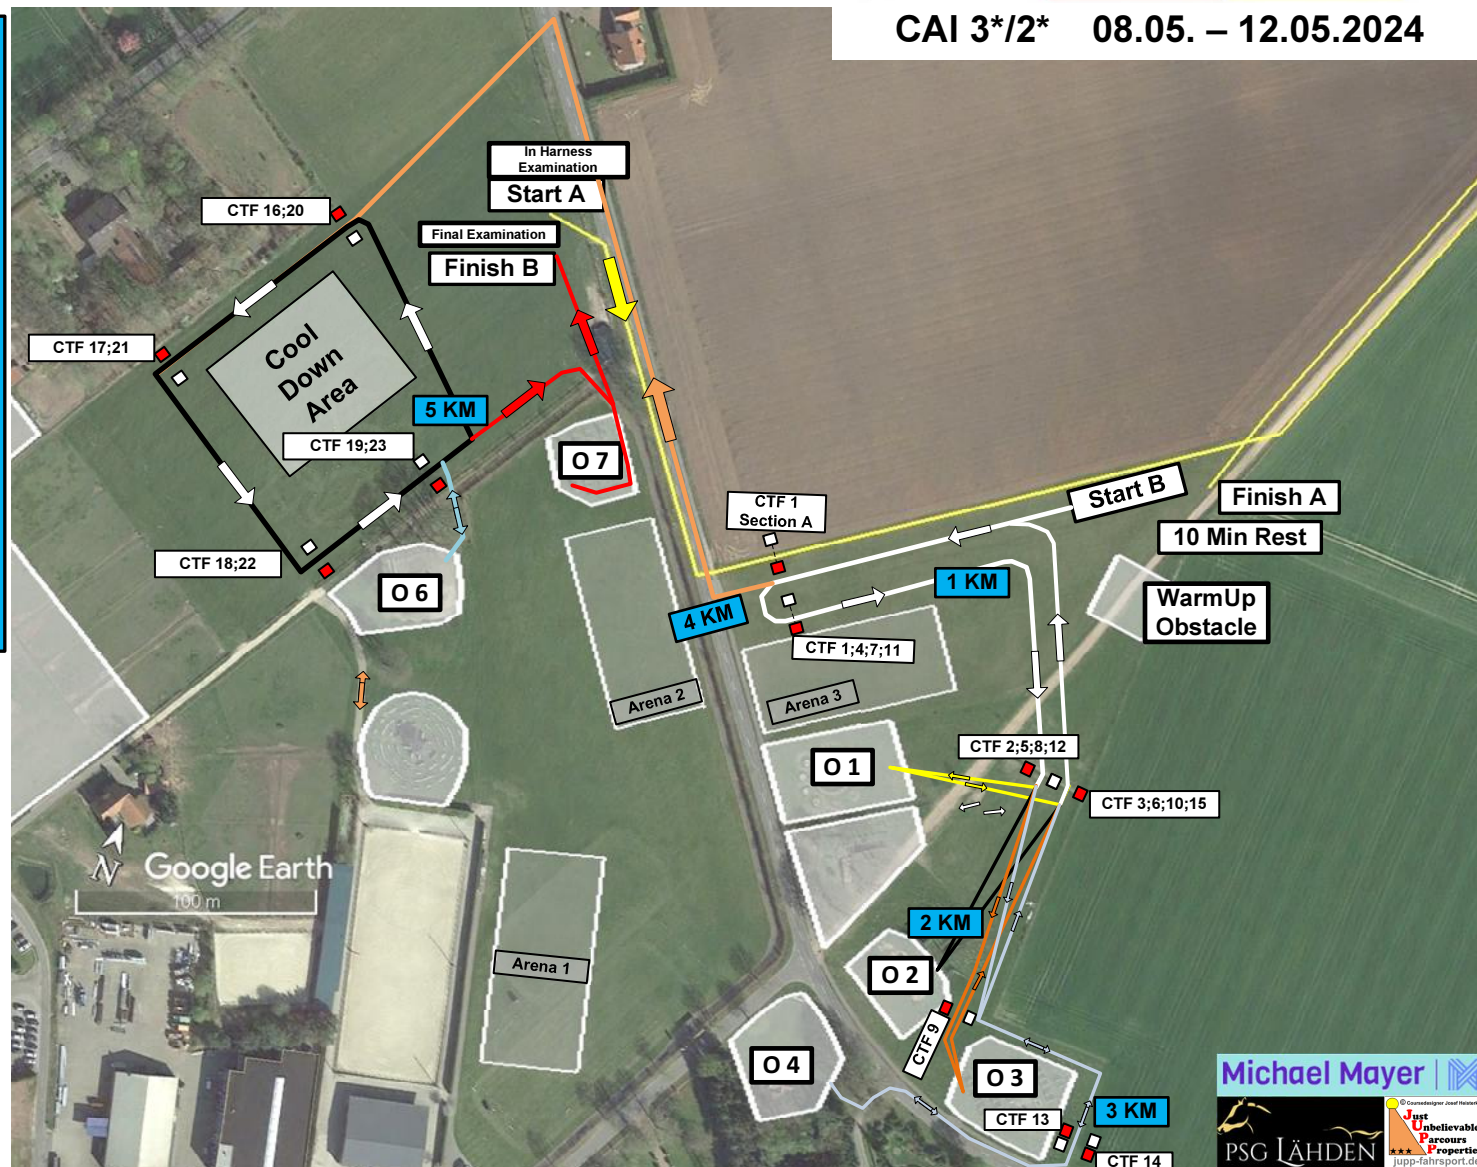 CAI 3*/2* 08.05. – 12.05.2024
In Harness
Examination
Start A
CTF 16;20
Final Examination
Finish B
CTF 17;21
Cool
Down
Area
5 KM
CTF 19;23
O 7
CTF 1
Section A
Start B
Finish A
10 Min Rest
CTF 18;22
O 6
4 KM
1 KM
WarmUp
Obstacle
CTF 1;4;7;11
Arena 2
Arena 3
CTF 2;5;8;12
O 1
CTF 3;6;10;15
N
Google Earth
100 m
2 KM
Arena 1
O 2
CTF 9
O 4
O 3
CTF 13
3 KM
CTF 14
Michael Mayer
PSG LÄHDEN
© Coursedesigner Josef
Just
Unbelievable
Parcours
Propertie
jupp-fahrsport.d